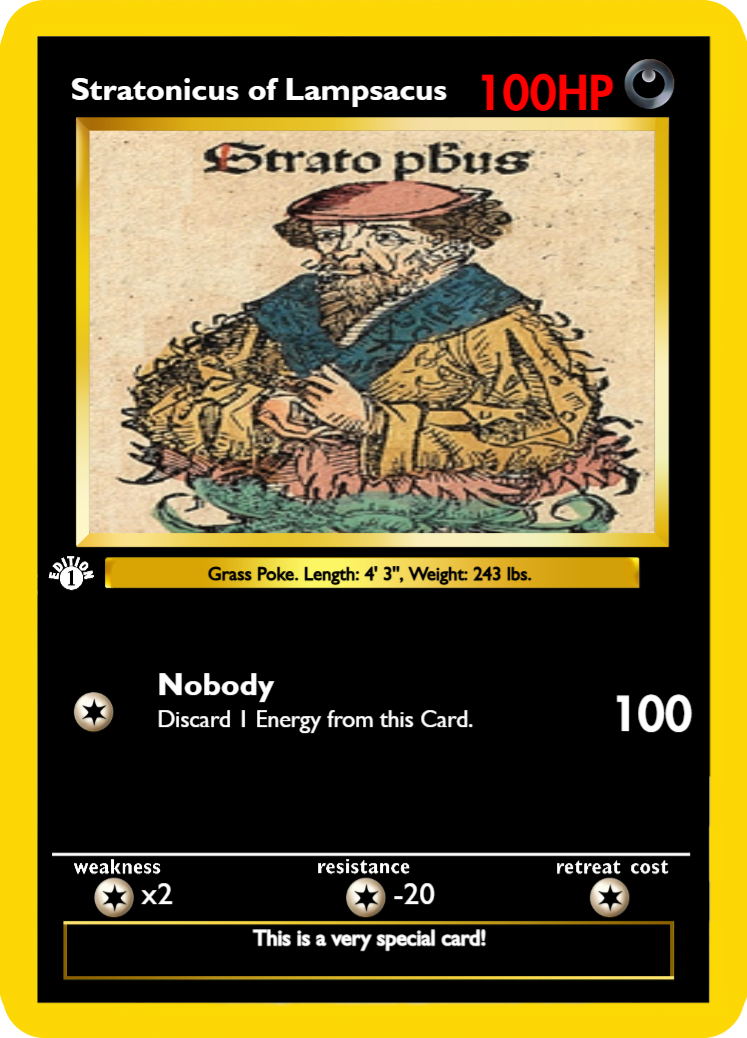 Stratonicus of Lampsacus 100HP
Strato phus
EDITION 1
Grass Poke. Length: 4' 3", Weight: 243 lbs.
Nobody
Discard 1 Energy from this Card.
100
weakness resistance retreat cost
x2 -20
This is a very special card!